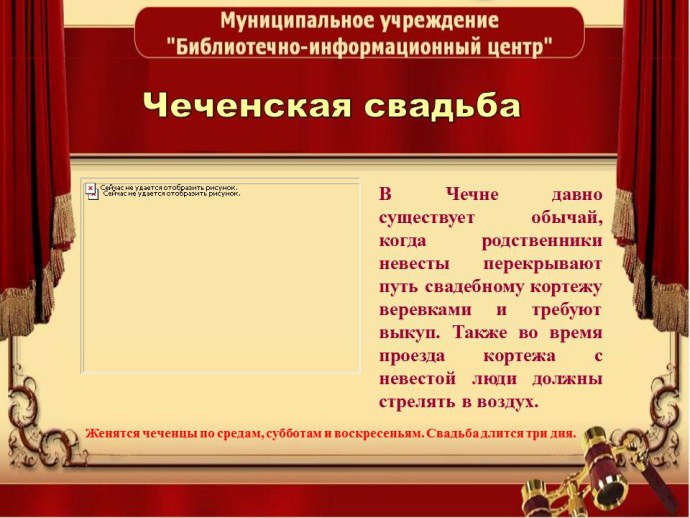 Муниципальное учреждение
"Библиотечно-информационный центр"
Чеченская свадьба
Сейчас не удается отобразить рисунок.
Сейчас не удается отобразить рисунок.
В Чечне давно
существует обычай,
когда родственники
невесты перекрывают
путь свадебному кортежу
веревками и требуют
выкуп. Также во время
проезда кортежа с
невестой люди должны
стрелять в воздух.
Женятся чеченцы по средам, субботам и воскресеньям. Свадьба длится три дня.